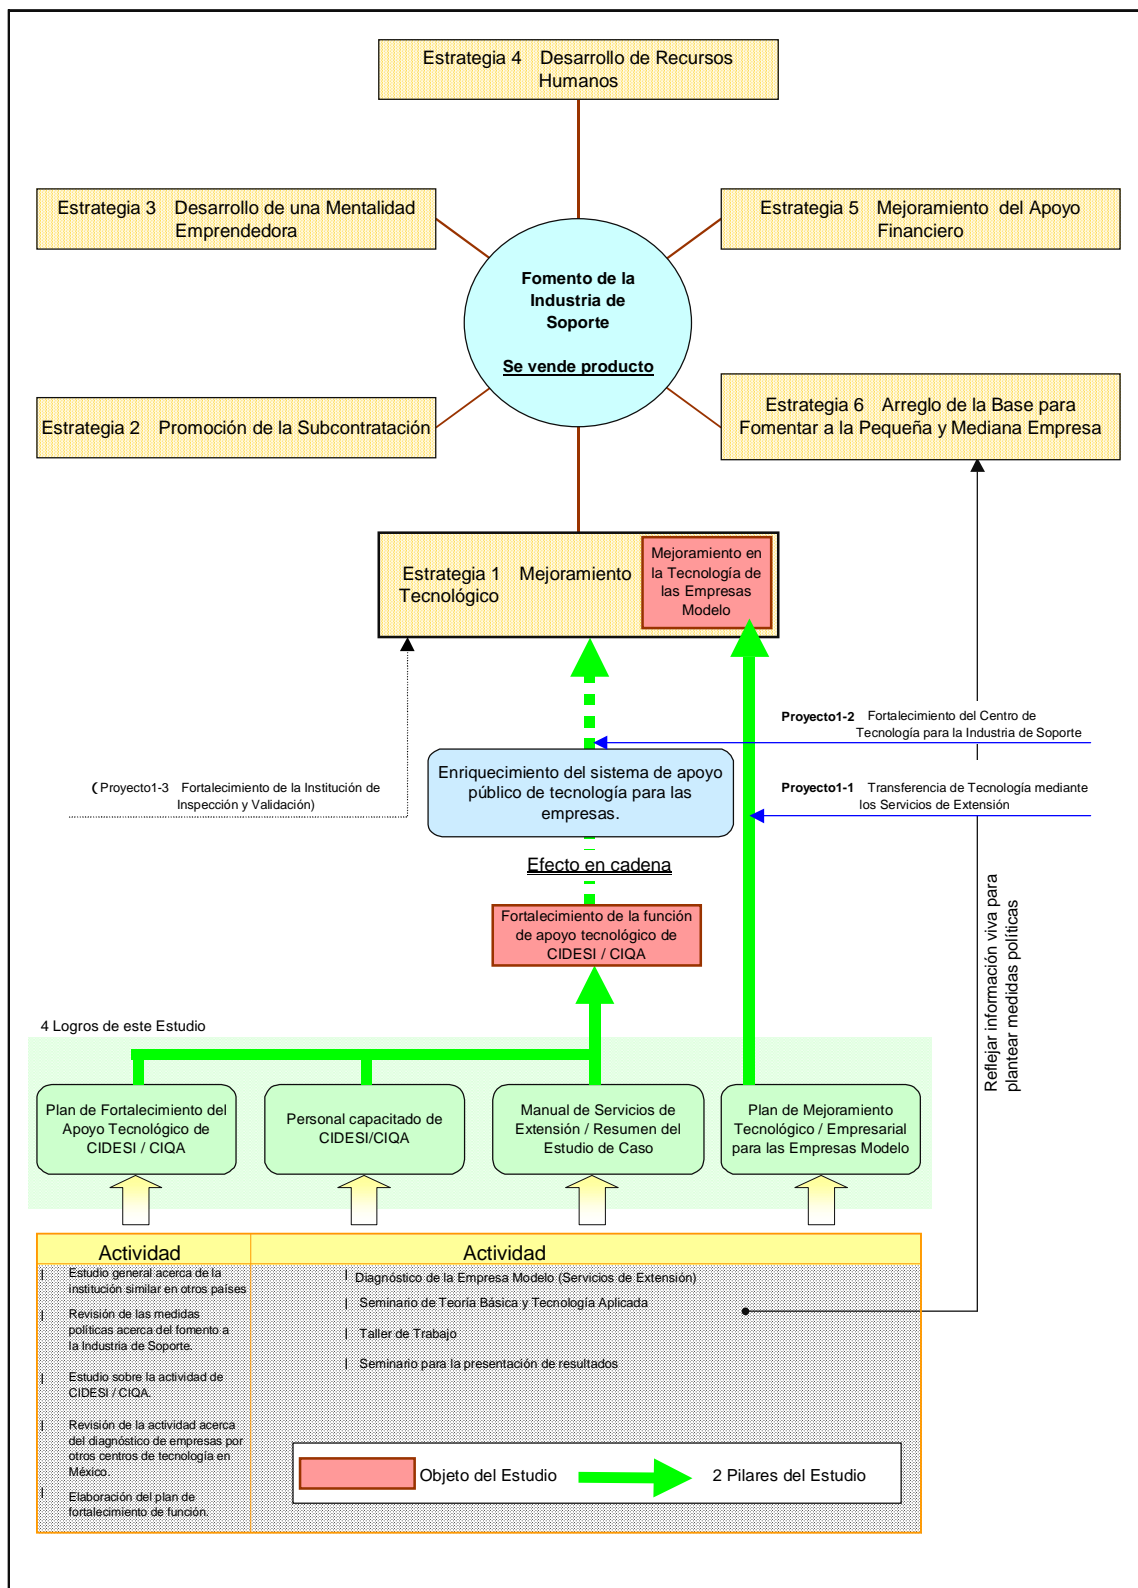 Estrategia 4 Desarrollo de Recursos
Humanos
Estrategia 3 Desarrollo de una Mentalidad
Emprendedora
Estrategia 5 Mejoramiento del Apoyo
Financiero
Fomento de la
Industria de
Soporte
Se vende producto
Estrategia 2 Promoción de la Subcontratación
Estrategia 6 Arreglo de la Base para
Fomentar a la Pequeña y Mediana Empresa
Estrategia 1 Mejoramiento
Tecnológico
Mejoramiento en
la Tecnología de
las Empresas
Modelo
Proyecto1-2 Fortalecimiento del Centro de
Tecnología para la Industria de Soporte
(Proyecto1-3 Fortalecimiento de la Institución de
Inspección y Validación)
Enriquecimiento del sistema de apoyo
público de tecnología para las
empresas.
Proyecto1-1 Transferencia de Tecnología mediante
los Servicios de Extensión
Efecto en cadena
Fortalecimiento de la función
de apoyo tecnológico de
CIDESI / CIQA
Reflejar información viva para
plantear medidas políticas
4 Logros de este Estudio
Plan de Fortalecimiento del
Apoyo Tecnológico de
CIDESI / CIQA
Personal capacitado de
CIDESI/CIQA
Manual de Servicios de
Extensión / Resumen del
Estudio de Caso
Plan de Mejoramiento
Tecnológico / Empresarial
para las Empresas Modelo
Actividad
l Estudio general acerca de la
institución similar en otros países
l Revisión de las medidas
políticas acerca del fomento a
la Industria de Soporte.
l Estudio sobre la actividad de
CIDESI / CIQA.
l Revisión de la actividad acerca
del diagnóstico de empresas por
otros centros de tecnología en
México.
l Elaboración del plan de
fortalecimiento de función.
Actividad
l Diagnóstico de la Empresa Modelo (Servicios de Extensión)
l Seminario de Teoría Básica y Tecnología Aplicada
l Taller de Trabajo
l Seminario para la presentación de resultados
Objeto del Estudio
2 Pilares del Estudio